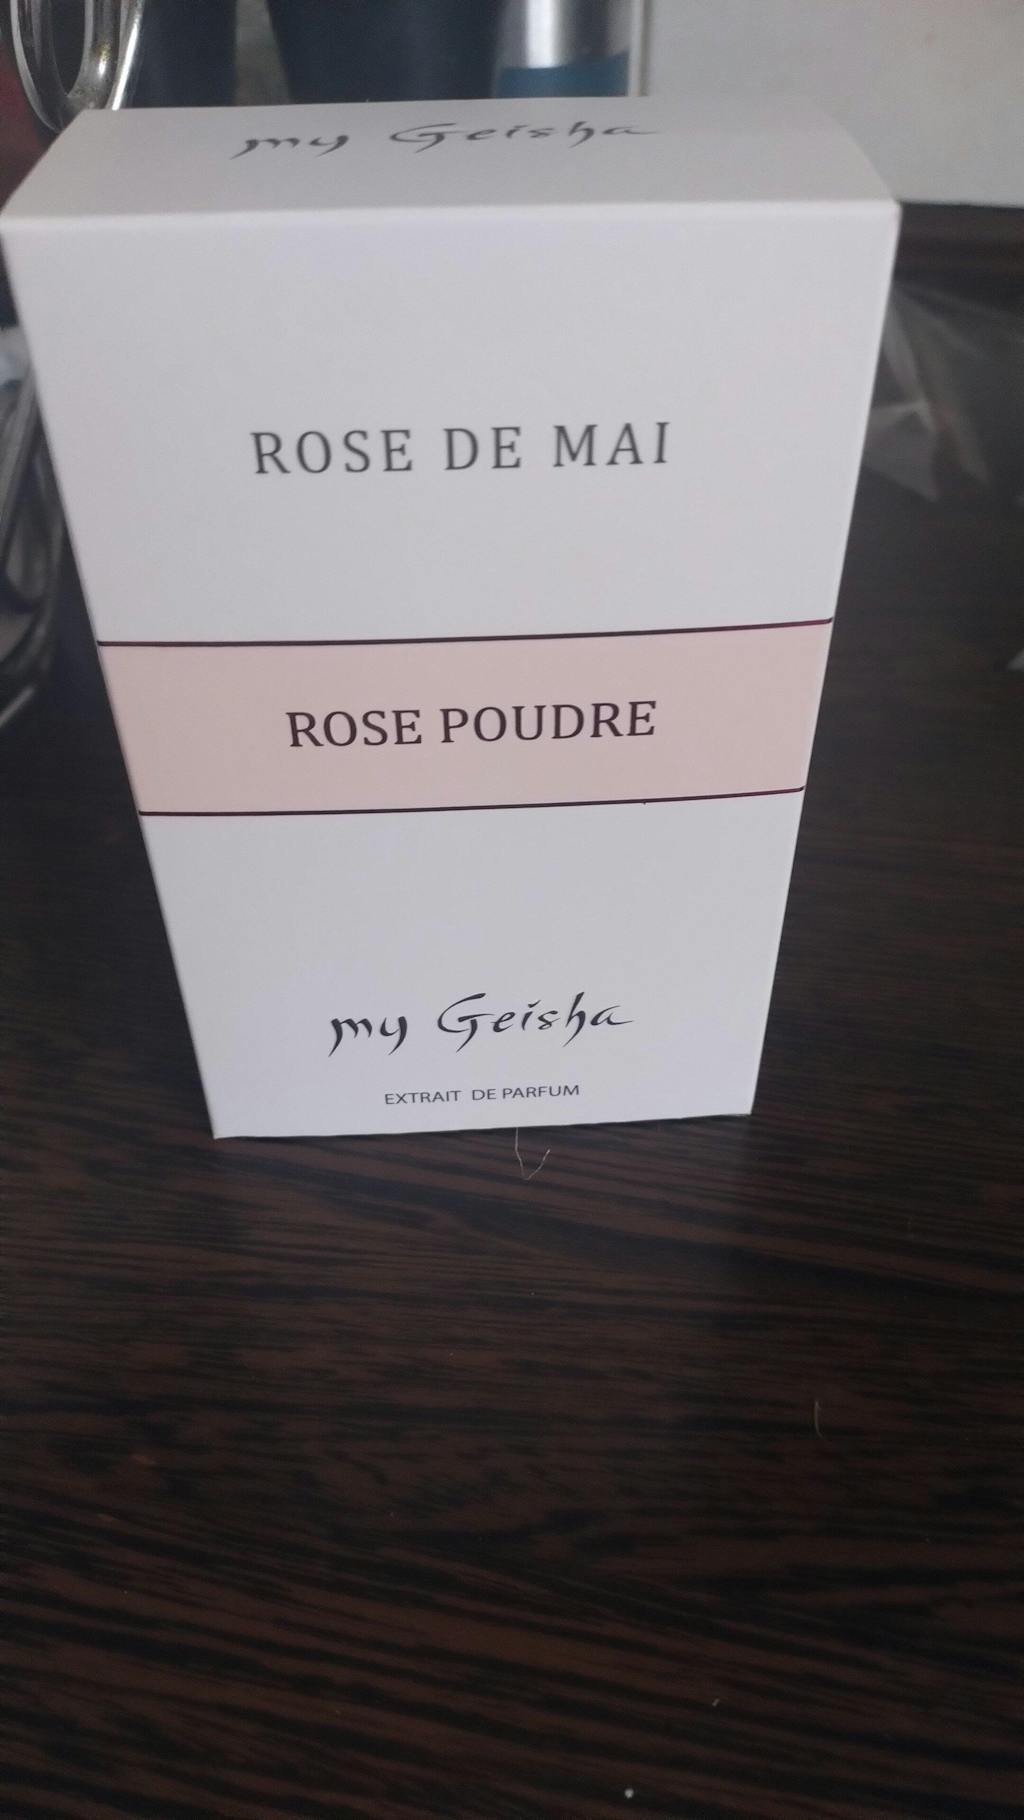 my Geisha
ROSE DE MAI
ROSE POUDRE
my Geisha
EXTRAIT DE PARFUM